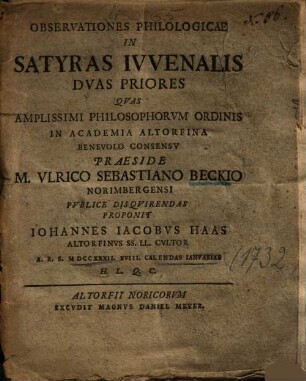 OBSERVATIONES PHILOLOGICAE
IN
SATYRAS IVVENALIS
DVAS PRIORES
QVAS
AMPLISSIMI PHILOSOPHORVM ORDINIS
IN ACADEMIA ALTORFINA
BENEVOLO CONSENSV
PRAESIDE
M. VLRICO SEBASTIANO BECKIO
NORIMBERGENSI
PVBLICE DISQVIRENDAS
PROPONIT
IOHANNES IACOBVS HAAS
ALTORFINVS SS. LL. CVLTOR
A. R. S. MDCCXXXII. XVIII. CALENDAS IANVARIAS
(1732)
H. L. Q. C.
ALTORFII NORICORVM
EXCVDIT MAGNVS DANIEL MEYER.